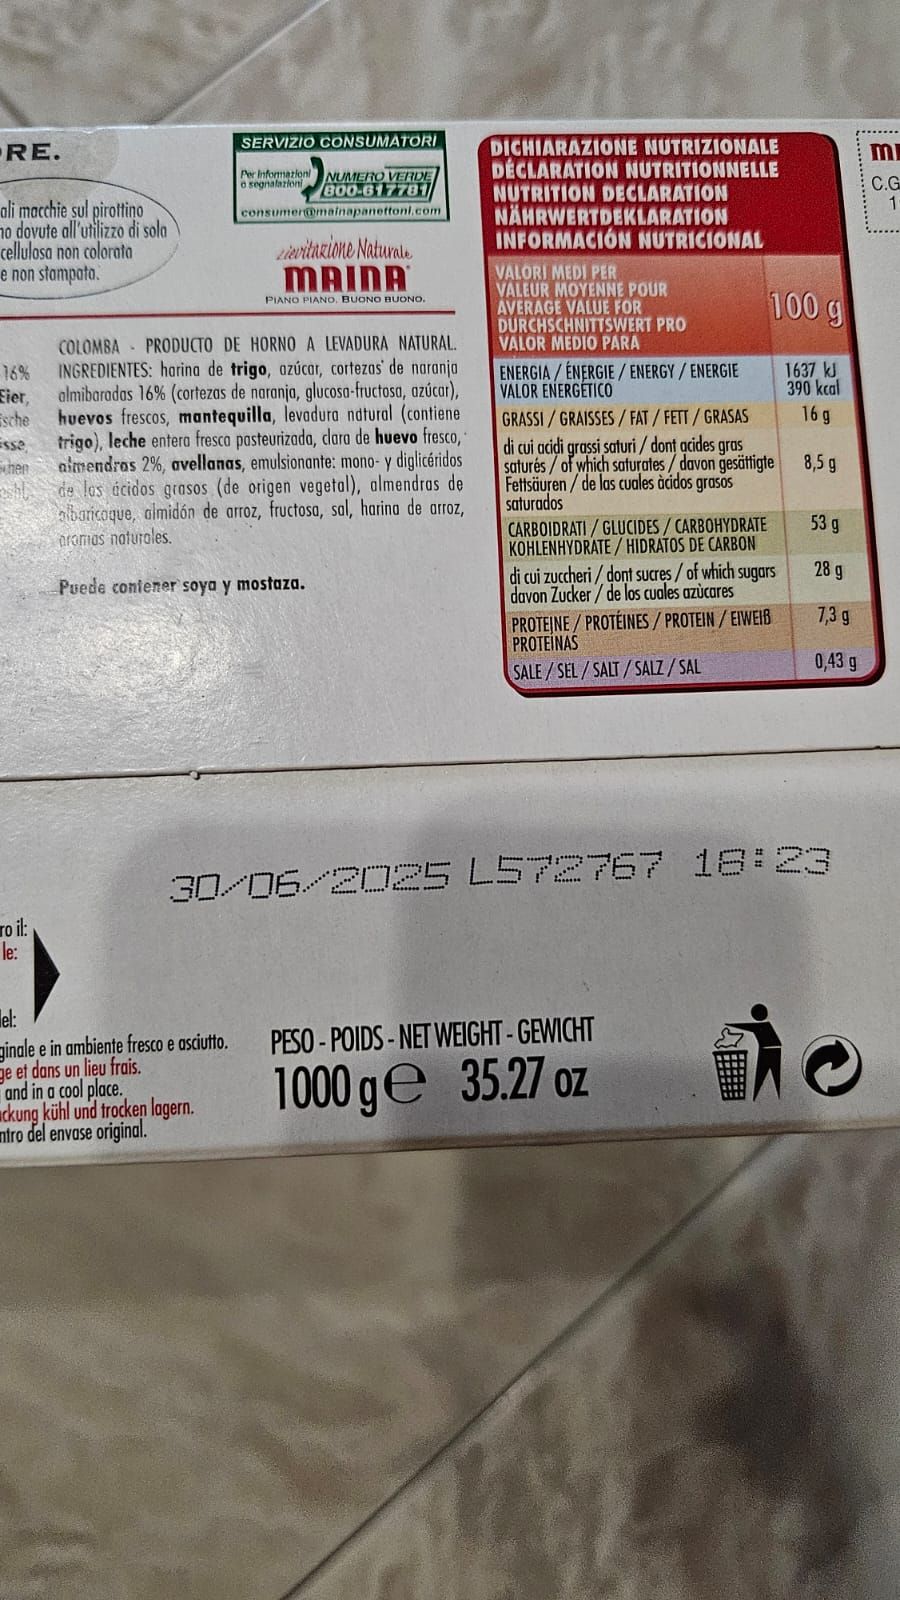 RE.
ali macchie sul pirottino
no dovute all'utilizzo di sola
cellulosa non colorata
e non stampata.
SERVIZIO CONSUMATORI
Per informazioni
o segnalazioni
NUMERO VERDE
800-617781
consumer@mainapanettoni.com
Lievitazione Naturale
MAINA
PIANO PIANO. BUONO BUONO.
16%
Eier,
COLOMBA - PRODUCTO DE HORNO A LEVADURA NATURAL.
INGREDIENTES: harina de trigo, azúcar, cortezas de naranja
almibaradas 16% (cortezas de naranja, glucosa-fructosa, azúcar),
huevos frescos, mantequilla, levadura natural (contiene
trigo), leche entera fresca pasteurizada, clara de huevo fresco,
almendras 2%, avellanas, emulsionante: mono- y diglicéridos
de los ácidos grasos (de origen vegetal), almendras de
albaricoque, almidón de arroz, fructosa, sal, harina de arroz,
aromas naturales.
Puede contener soya y mostaza.
DICHIARAZIONE NUTRIZIONALE
DÉCLARATION NUTRITIONNELLE
NUTRITION DECLARATION
NÄHRWERTDEKLARATION
INFORMACIÓN NUTRICIONAL
VALORI MEDI PER
VALEUR MOYENNE POUR
AVERAGE VALUE FOR
DURCHSCHNITTSWERT PRO
VALOR MEDIO PARA
100 g
ENERGIA / ÉNERGIE / ENERGY / ENERGIE
VALOR ENERGÉTICO
1637 kJ
390 kcal
GRASSI / GRAISSES / FAT / FETT / GRASAS
16 g
di cui acidi grassi saturi / dont acides gras
saturés / of which saturates / davon gesättigte
Fettsäuren / de las cuales àcidos grasos
saturados
8,5 g
CARBOIDRATI / GLUCIDES / CARBOHYDRATE
KOHLENHYDRATE / HIDRATOS DE CARBON
53 g
di cui zuccheri / dont sucres / of which sugars
davon Zucker / de los cuales azùcares
28 g
PROTEINE / PROTÉINES / PROTEIN / EIWEIß
PROTEÍNAS
7,3 g
SALE / SEL / SALT / SALZ / SAL
0,43 g
C.G
30/06/2025 L572767 18:23
ro il:
le:
del:
ginale e in ambiente fresco e asciutto.
ge et dans un lieu frais.
and in a cool place.
ackung kühl und trocken lagern.
ntro del envase original.
PESO - POIDS - NET WEIGHT - GEWICHT
1000 g e 35.27 oz